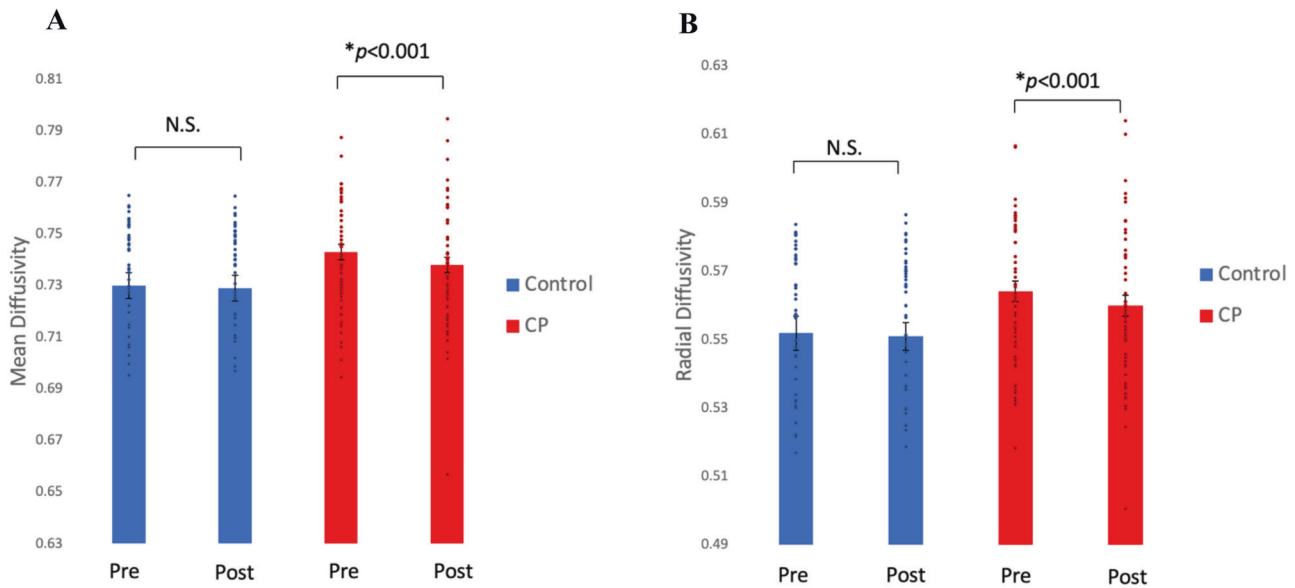 A
*p<0.001
N.S.
0.81
0.79
0.77
0.75
0.73
0.71
0.69
0.67
0.65
0.63
Mean Diffusivity
Pre
Post
Pre
Post
Control
CP
B
*p<0.001
N.S.
0.63
0.61
0.59
0.57
0.55
0.53
0.51
0.49
Radial Diffusivity
Pre
Post
Pre
Post
Control
CP